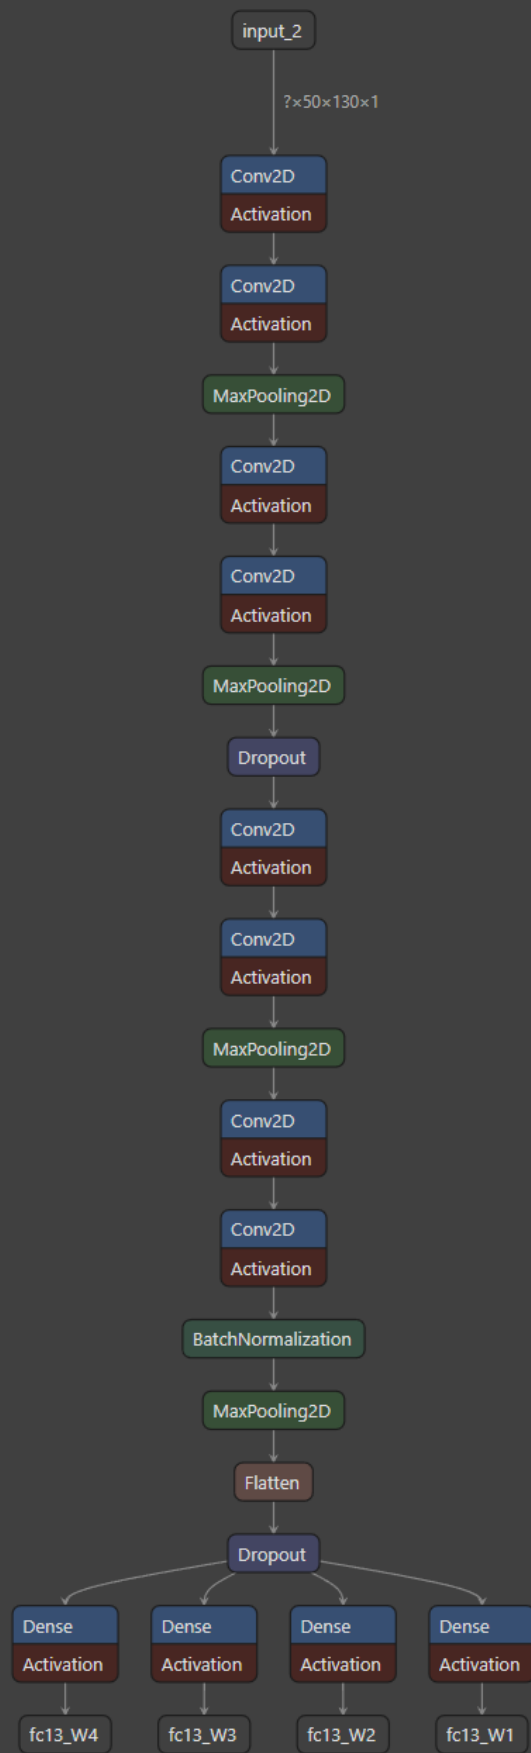 input_2
?×50×130×1
Conv2D
Activation
Conv2D
Activation
MaxPooling2D
Conv2D
Activation
Conv2D
Activation
MaxPooling2D
Dropout
Conv2D
Activation
Conv2D
Activation
MaxPooling2D
Conv2D
Activation
Conv2D
Activation
BatchNormalization
MaxPooling2D
Flatten
Dropout
Dense Dense Dense Dense
Activation Activation Activation Activation
fc13_W4 fc13_W3 fc13_W2 fc13_W1